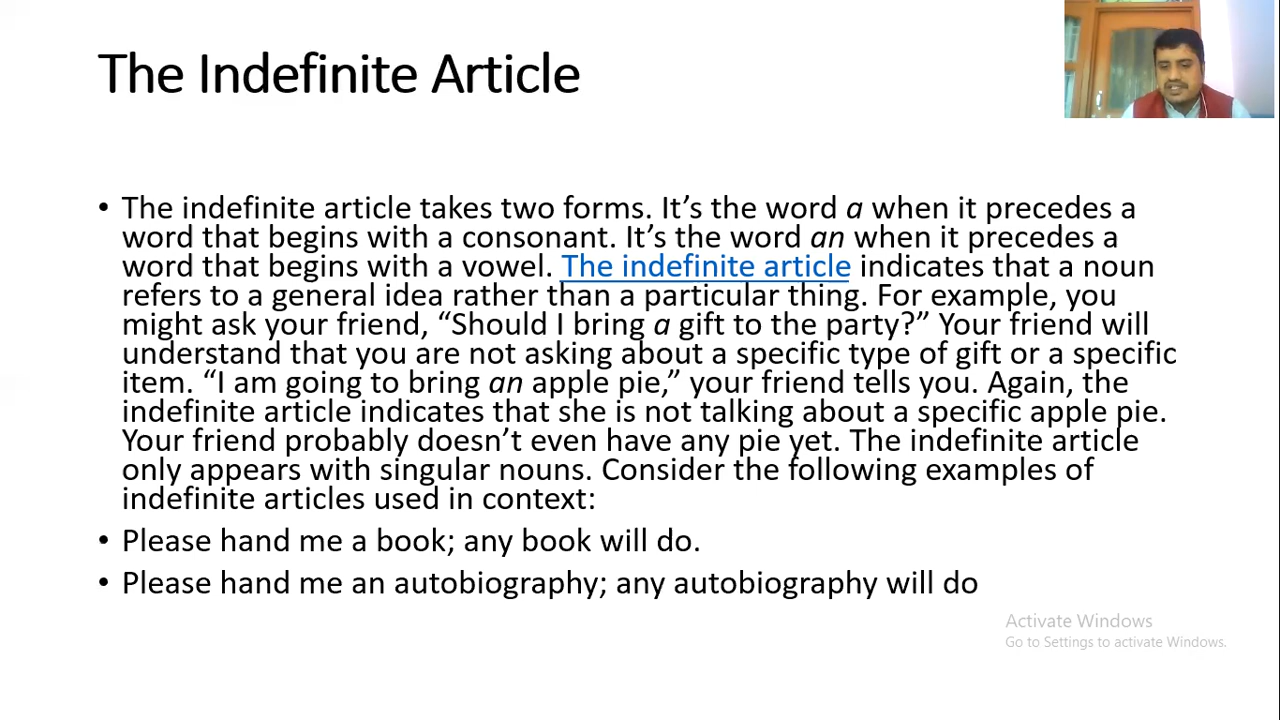 The Indefinite Article
• The indefinite article takes two forms. It’s the word a when it precedes a
word that begins with a consonant. It’s the word an when it precedes a
word that begins with a vowel. The indefinite article indicates that a noun
refers to a general idea rather than a particular thing. For example, you
might ask your friend, “Should I bring a gift to the party?” Your friend will
understand that you are not asking about a specific type of gift or a specific
item. “I am going to bring an apple pie,” your friend tells you. Again, the
indefinite article indicates that she is not talking about a specific apple pie.
Your friend probably doesn’t even have any pie yet. The indefinite article
only appears with singular nouns. Consider the following examples of
indefinite articles used in context:
• Please hand me a book; any book will do.
• Please hand me an autobiography; any autobiography will do
Activate Windows
Go to Settings to activate Windows.